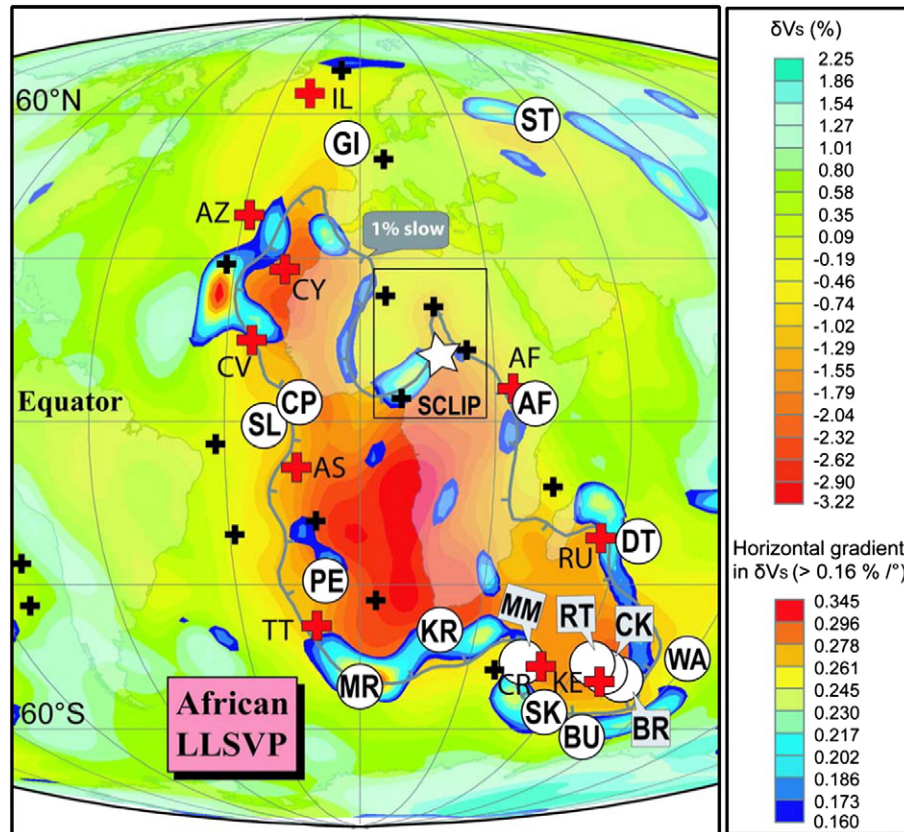 60°N
IL
GI
ST
AZ
1% slow
CY
CV
AF
Equator
CP
SCLIP
AF
SL
AS
RU
DT
PE
MM
RT
CK
TT
KR
WA
MR
CR
KE
60°S
African
LLSVP
SK
BU
BR
δVs (%)
2.25
1.86
1.54
1.27
1.01
0.80
0.58
0.35
0.09
-0.19
-0.46
-0.74
-1.02
-1.29
-1.55
-1.79
-2.04
-2.32
-2.62
-2.90
-3.22
Horizontal gradient
in δVs (> 0.16 % /°)
0.345
0.296
0.278
0.261
0.245
0.230
0.217
0.202
0.186
0.173
0.160